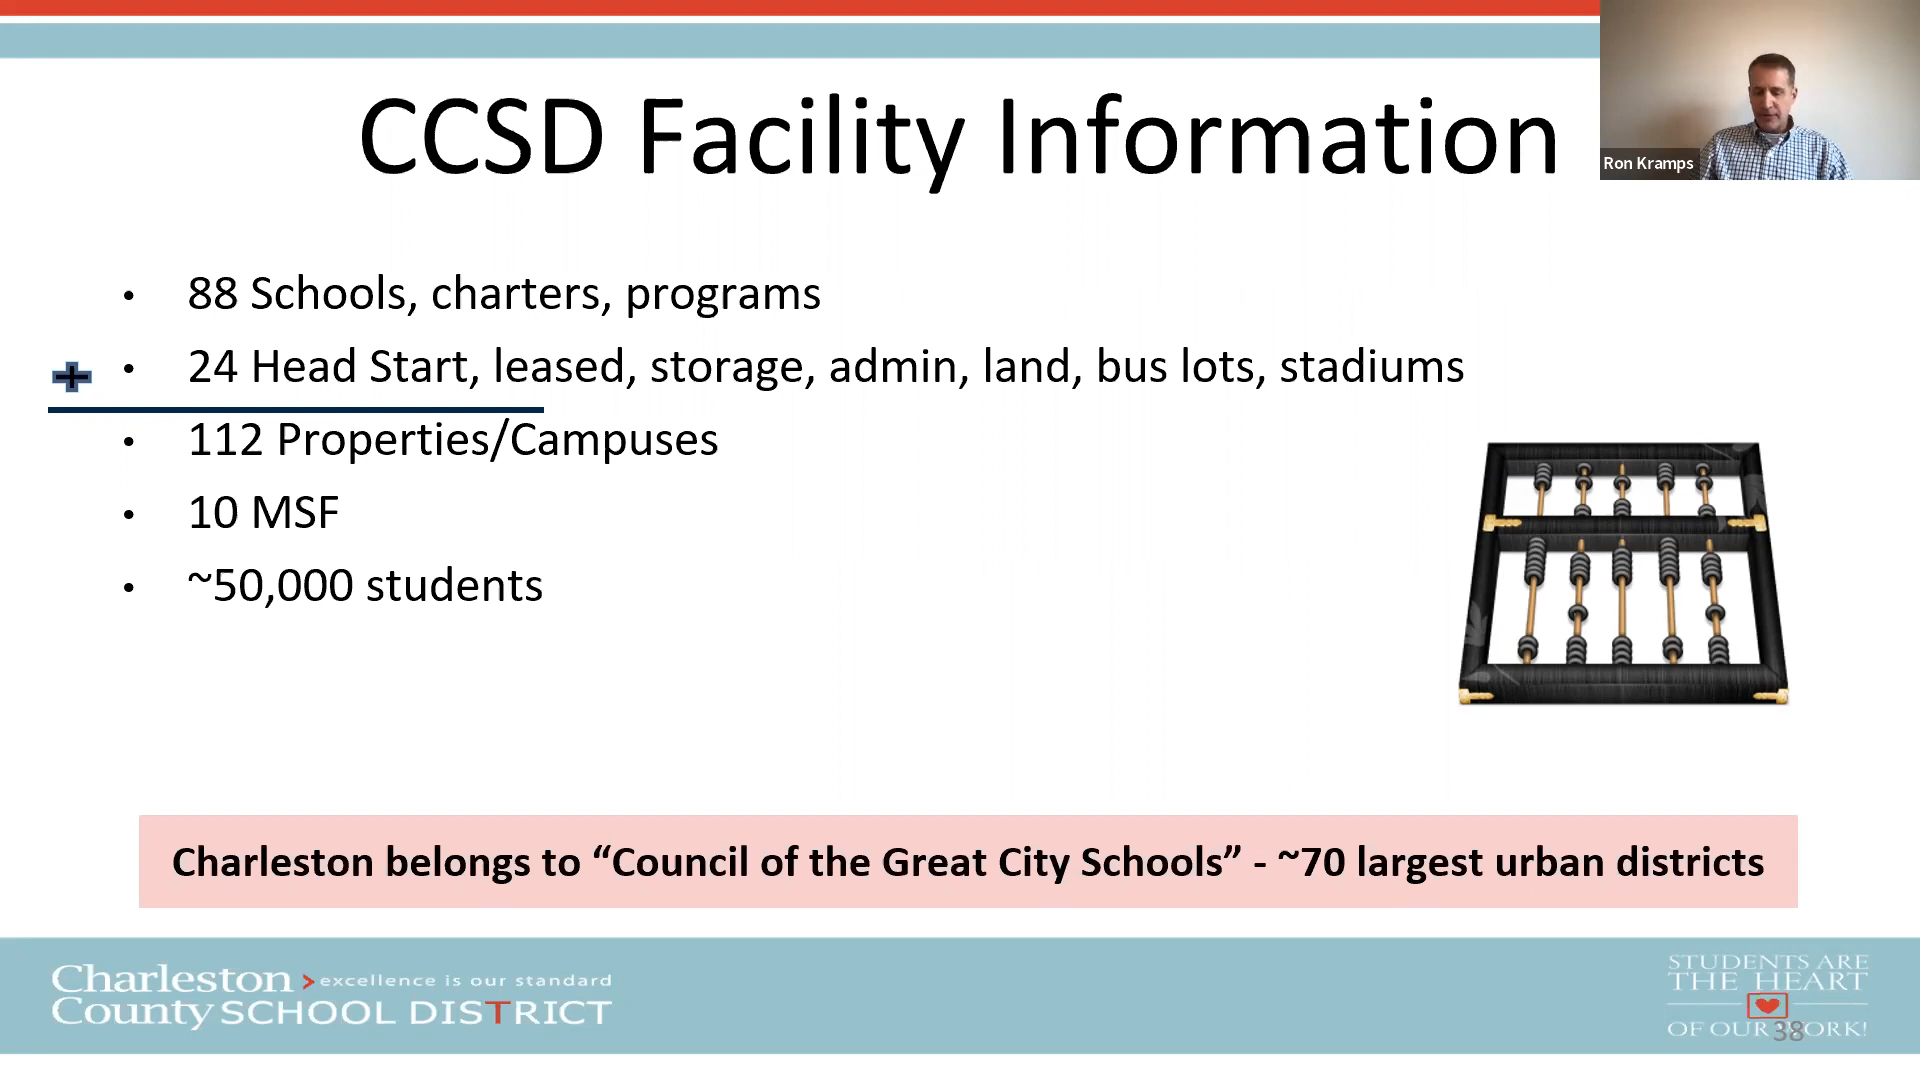 CCSD Facility Information
Ron Kramps
• 88 Schools, charters, programs
+ • 24 Head Start, leased, storage, admin, land, bus lots, stadiums
• 112 Properties/Campuses
• 10 MSF
• ~50,000 students
Charleston belongs to “Council of the Great City Schools” - ~70 largest urban districts
Charleston > excellence is our standard
County SCHOOL DISTRICT
STUDENTS ARE
THE HEART
OF OUR WORK!
38